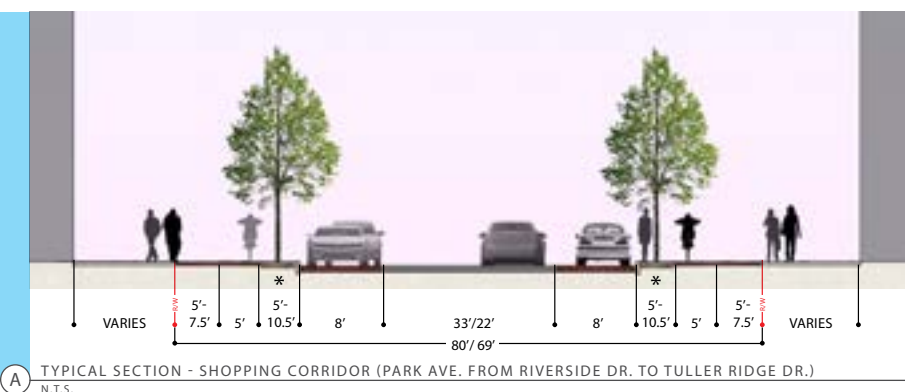 * *
R/W 5'- 5'- 5'- 5'- R/W
VARIES 7.5' 5' 10.5' 8' 33'/22' 8' 10.5' 5' 7.5' VARIES
80'/ 69'
A TYPICAL SECTION - SHOPPING CORRIDOR (PARK AVE. FROM RIVERSIDE DR. TO TULLER RIDGE DR.)
N.T.S.